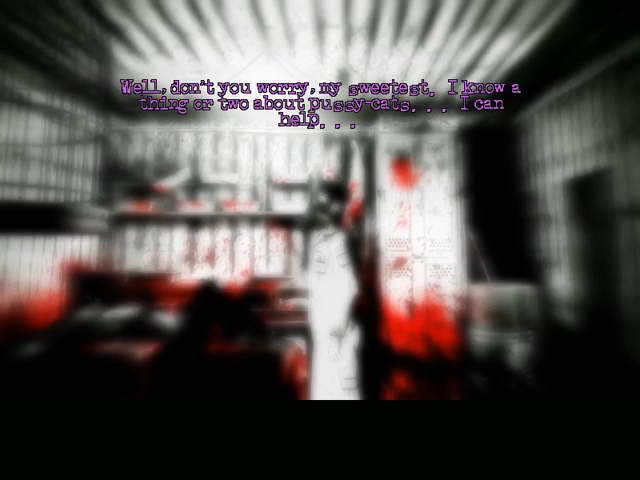 Well, don't you worry, my sweetest. I know a
thing or two about pussy-cats. . . I can
help. . .